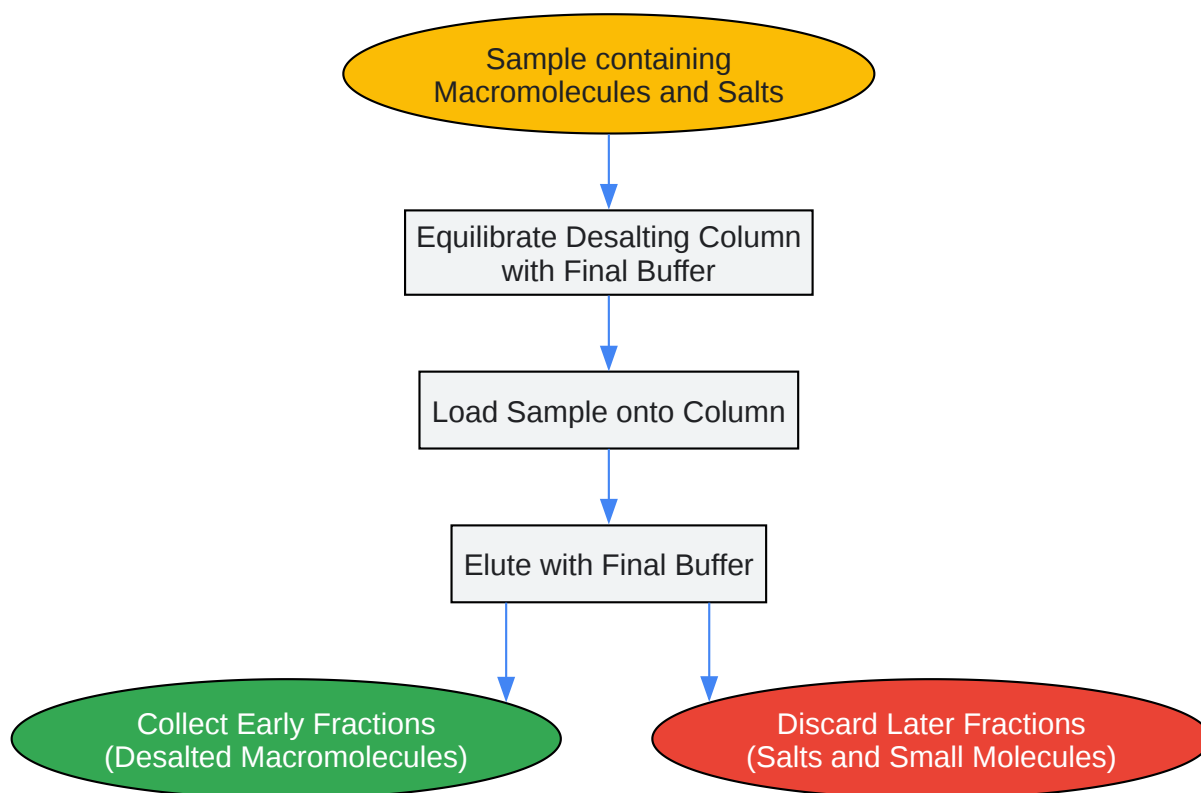 Sample containing
Macromolecules and Salts
Equilibrate Desalting Column
with Final Buffer
Load Sample onto Column
Elute with Final Buffer
Collect Early Fractions
(Desalted Macromolecules)
Discard Later Fractions
(Salts and Small Molecules)